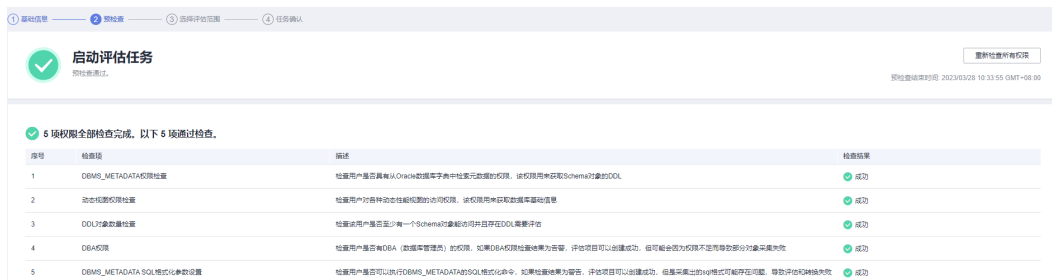 1 基础信息 2 预检查 3 选择评估范围 4 任务确认
启动评估任务
预检查通过。
重新检查所有权限
预检查结束时间: 2023/03/28 10:33:55 GMT+08:00
5 项权限全部检查完成。以下 5 项通过检查。
序号 检查项 描述 检查结果
1 DBMS_METADATA权限检查 检查用户是否具有从Oracle数据库字典中检索元数据的权限，该权限用来获取Schema对象的DDL 成功
2 动态视图权限检查 检查用户对各种动态性能视图的访问权限，该权限用来获取数据库基础信息 成功
3 DDL对象数量检查 检查该用户是否至少有一个Schema对象能访问并且存在DDL需要评估 成功
4 DBA权限 检查用户是否有DBA（数据库管理员）的权限，如果DBA权限检查结果为告警，评估项目可以创建成功，但可能会因为权限不足而导致部分对象采集失败 成功
5 DBMS_METADATA SQL格式化参数设置 检查用户是否可以执行DBMS_METADATA的SQL格式化命令，如果检查结果为警告，评估项目可以创建成功，但是采集出的sql格式可能存在问题，导致评估和转换失败 成功